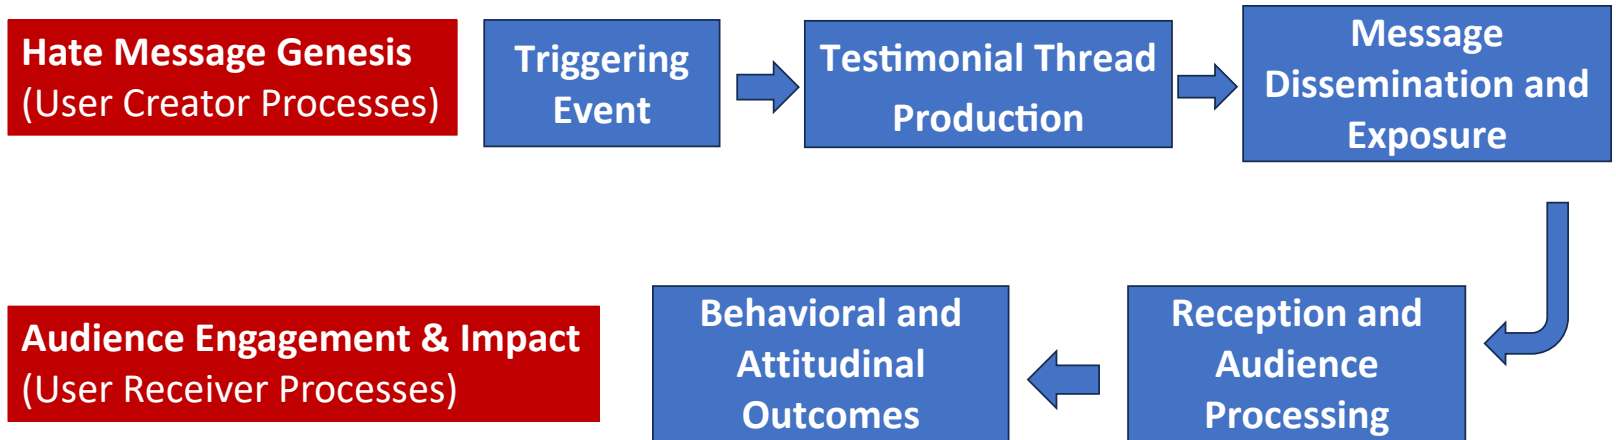 Hate Message Genesis
(User Creator Processes)
Triggering
Event
Testimonial Thread
Production
Message
Dissemination and
Exposure
Audience Engagement & Impact
(User Receiver Processes)
Behavioral and
Attitudinal
Outcomes
Reception and
Audience
Processing